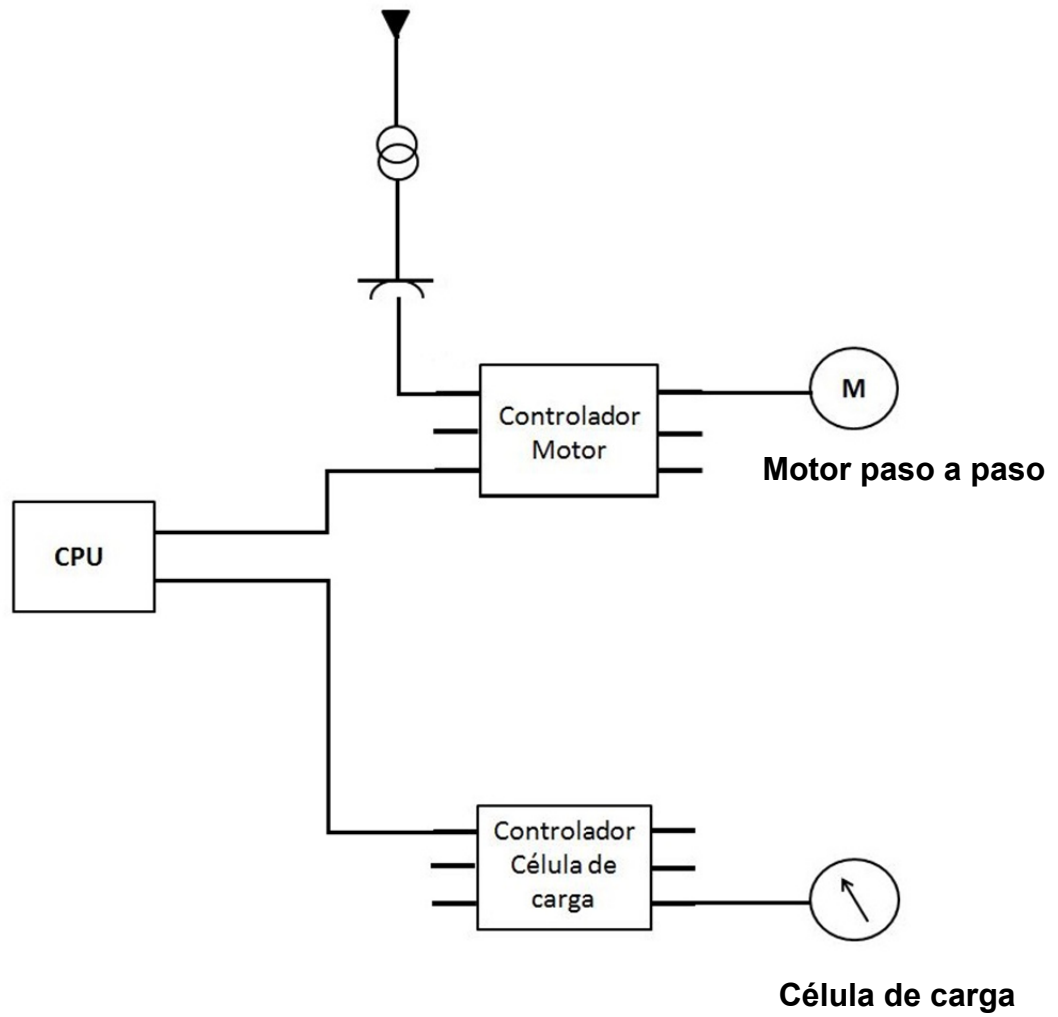 Controlador
Motor
M
Motor paso a paso
CPU
Controlador
Célula de
carga
Célula de carga